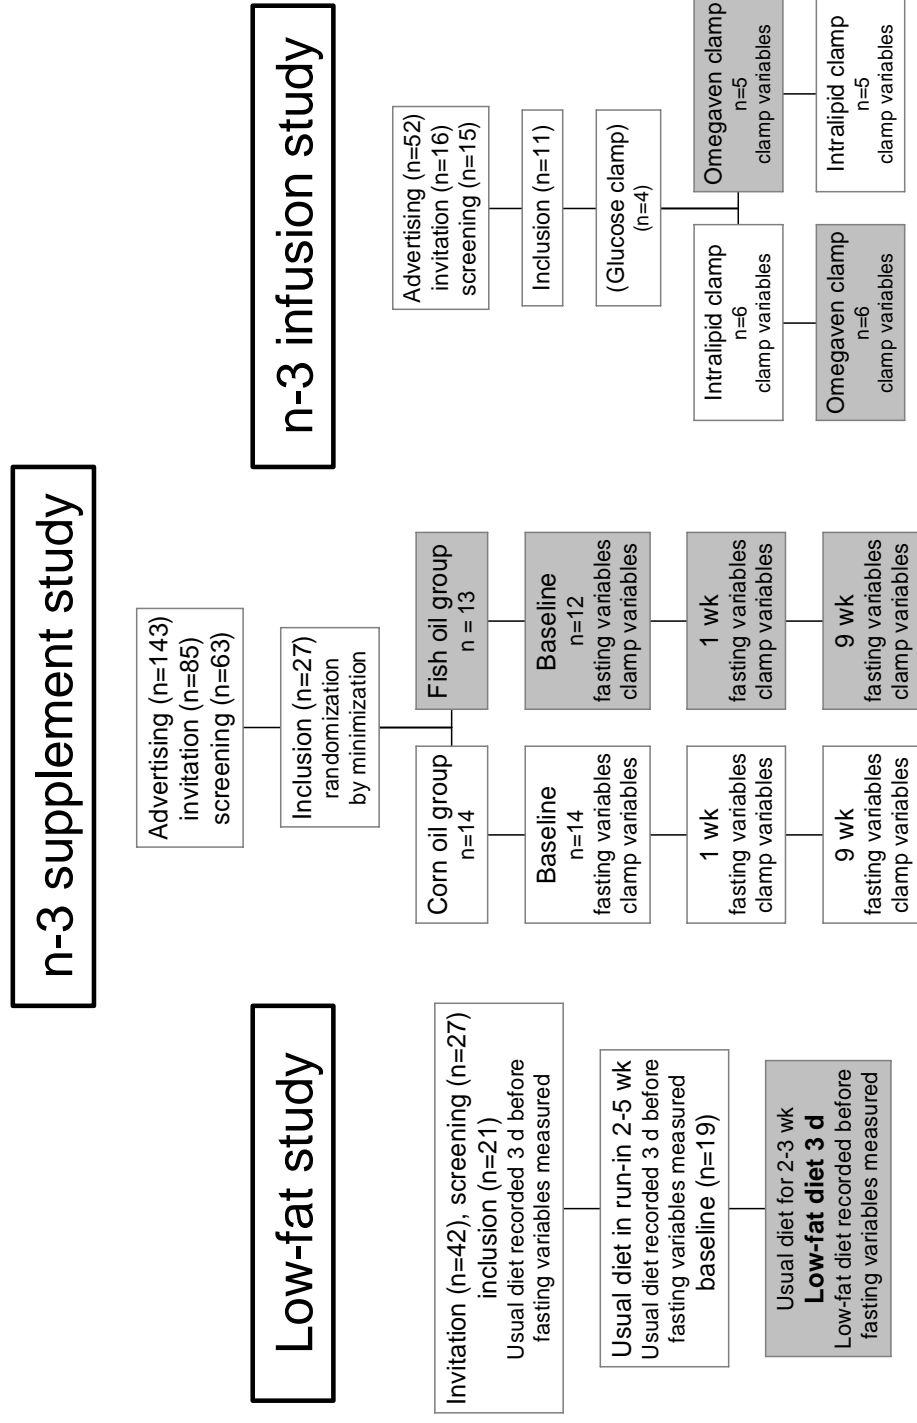 Low-fat study
Invitation (n=42), screening (n=27)
inclusion (n=21)
Usual diet recorded 3 d before
fasting variables measured
Usual diet in run-in 2-5 wk
Usual diet recorded 3 d before
fasting variables measured
baseline (n=19)
Usual diet for 2-3 wk
Low-fat diet 3 d
Low-fat diet recorded before
fasting variables measured
n-3 supplement study
Advertising (n=143)
invitation (n=85)
screening (n=63)
Inclusion (n=27)
randomization
by minimization
Corn oil group
n=14
Baseline
n=14
fasting variables
clamp variables
1 wk
fasting variables
clamp variables
9 wk
fasting variables
clamp variables
Fish oil group
n = 13
Baseline
n=12
fasting variables
clamp variables
1 wk
fasting variables
clamp variables
9 wk
fasting variables
clamp variables
n-3 infusion study
Advertising (n=52)
invitation (n=16)
screening (n=15)
Inclusion (n=11)
(Glucose clamp)
(n=4)
Intralipid clamp
n=6
clamp variables
Omegaven clamp
n=6
clamp variables
Omegaven clamp
n=5
clamp variables
Intralipid clamp
n=5
clamp variables